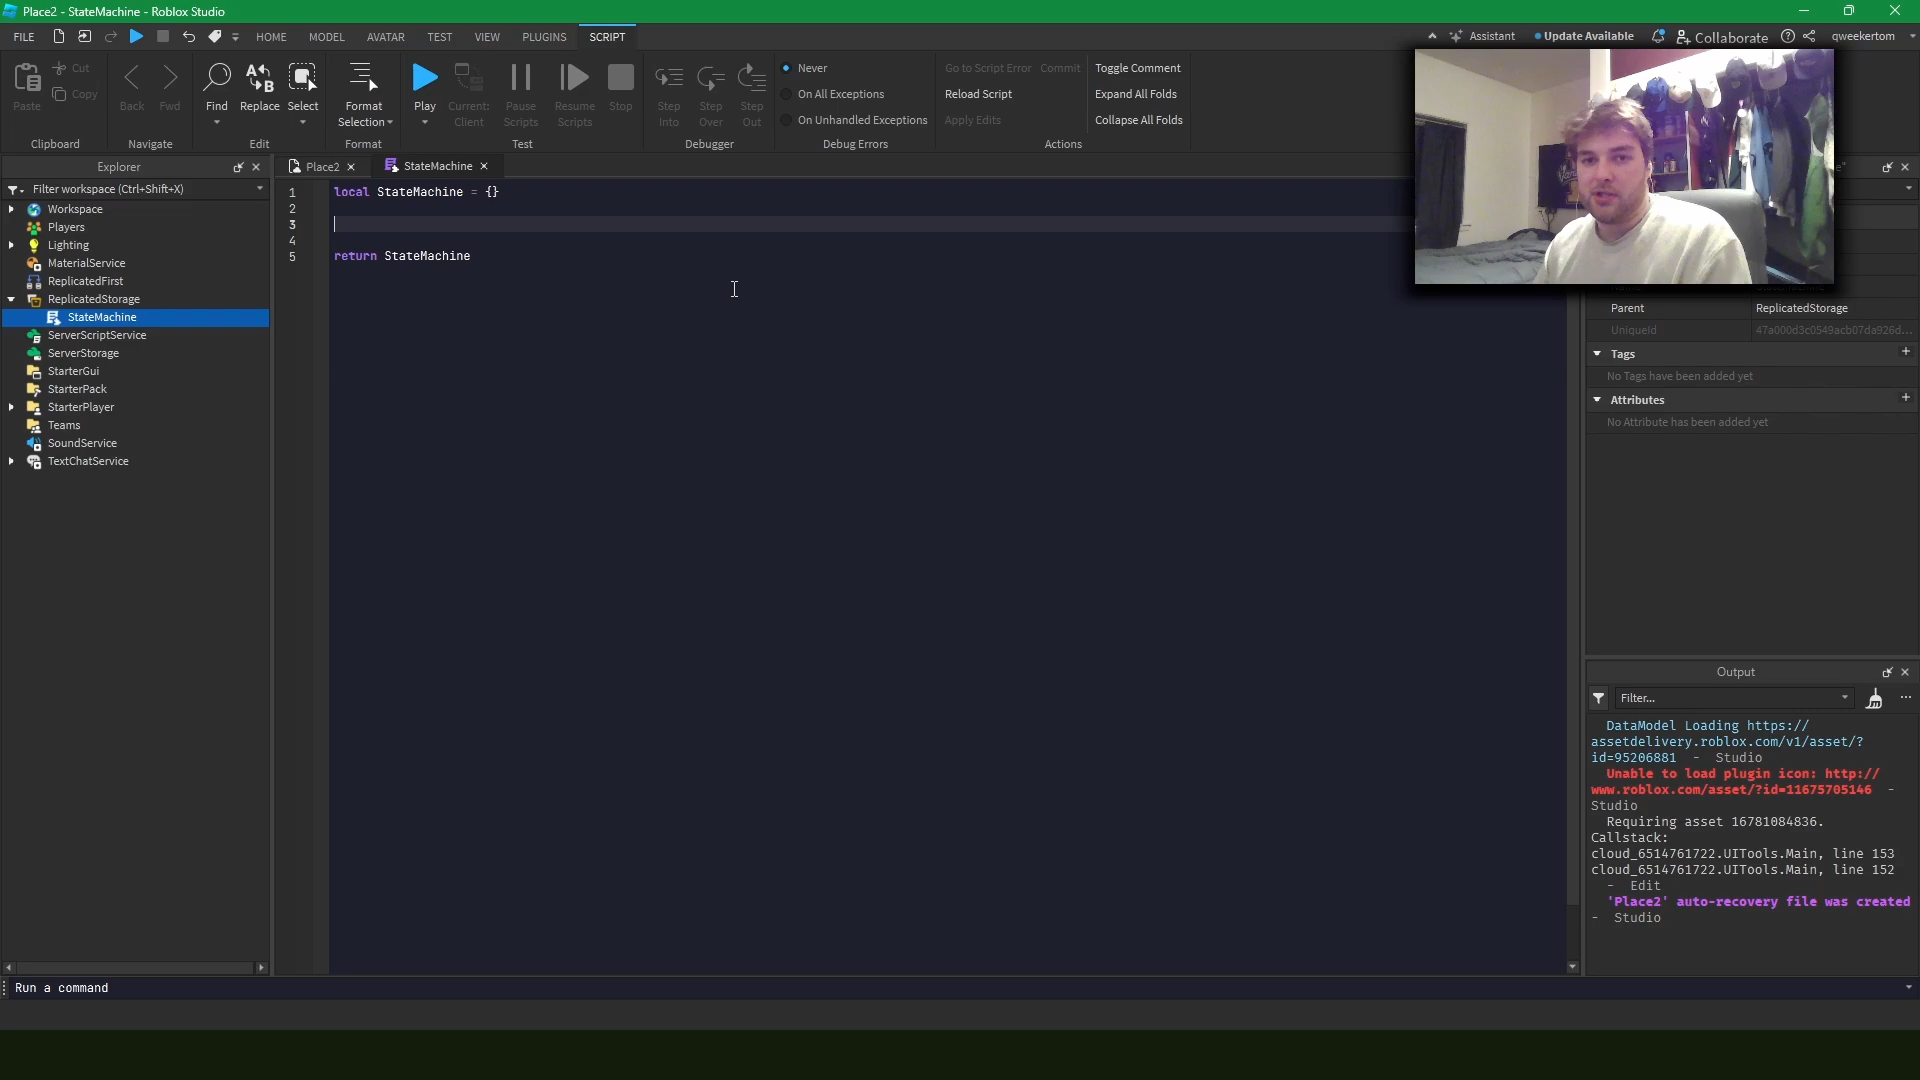 Place2 - StateMachine - Roblox Studio
FILE
HOME
MODEL
AVATAR
TEST
VIEW
PLUGINS
SCRIPT
Assistant
Update Available
Collaborate
qweekertom
Paste
Cut
Copy
Clipboard
Back
Fwd
Navigate
Find
Replace
Select
Edit
Format
Selection
Format
Play
Current:
Client
Pause
Scripts
Resume
Scripts
Stop
Test
Step
Into
Step
Over
Step
Out
Debugger
Never
On All Exceptions
On Unhandled Exceptions
Debug Errors
Go to Script Error
Commit
Reload Script
Apply Edits
Toggle Comment
Expand All Folds
Collapse All Folds
Actions
Explorer
Filter workspace (Ctrl+Shift+X)
Workspace
Players
Lighting
MaterialService
ReplicatedFirst
ReplicatedStorage
StateMachine
ServerScriptService
ServerStorage
StarterGui
StarterPack
StarterPlayer
Teams
SoundService
TextChatService
Place2
StateMachine
1 local StateMachine = {}
2
3
4
5 return StateMachine
Parent ReplicatedStorage
UniqueId 47a000d3c0549acb07da926d...
Tags
No Tags have been added yet
Attributes
No Attribute has been added yet
Output
Filter...
DataModel Loading https://
assetdelivery.roblox.com/v1/asset/?
id=95206881 - Studio
Unable to load plugin icon: http://
www.roblox.com/asset/?id=11675705146 -
Studio
Requiring asset 16781084836.
Callstack:
cloud_6514761722.UITools.Main, line 153
cloud_6514761722.UITools.Main, line 152
- Edit
'Place2' auto-recovery file was created
- Studio
Run a command